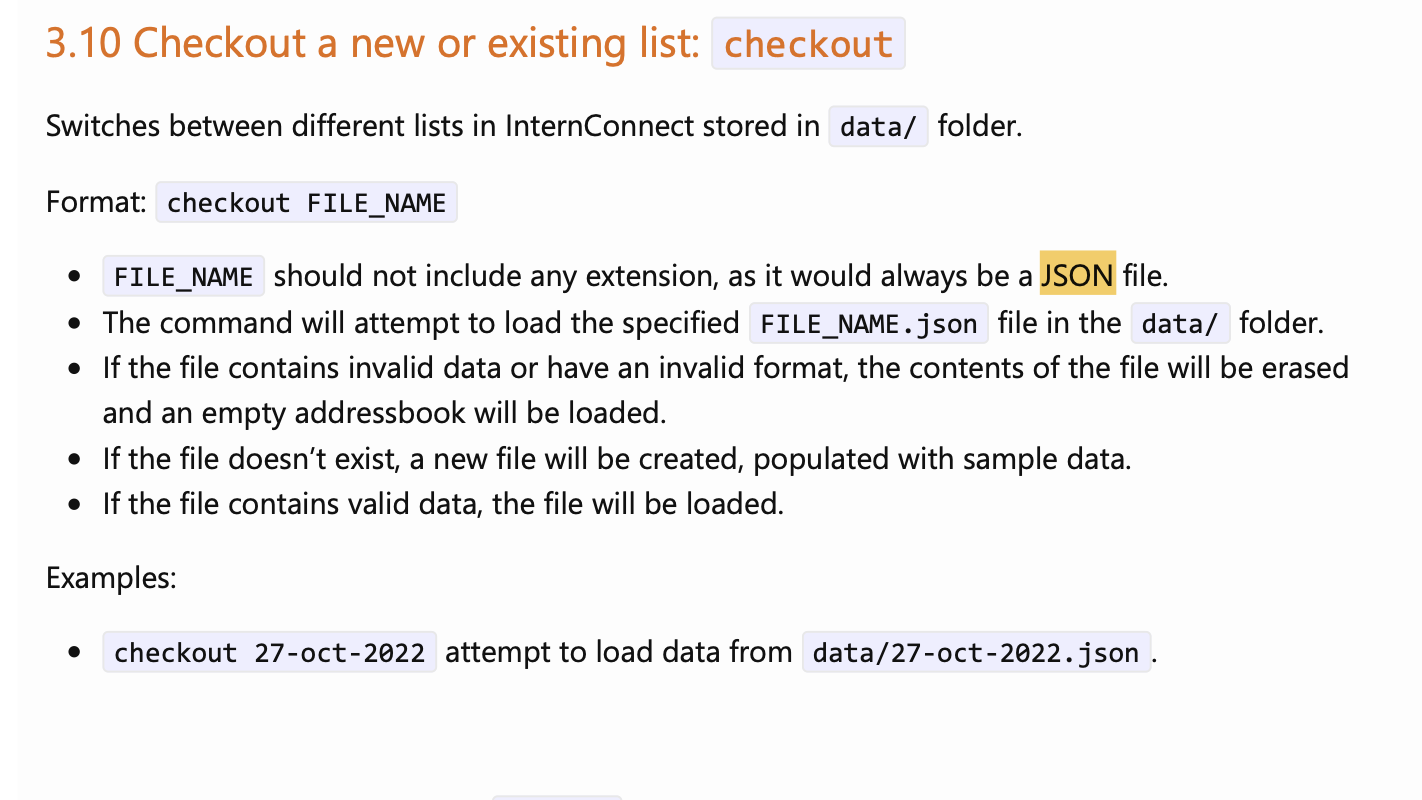 3.10 Checkout a new or existing list: checkout
Switches between different lists in InternConnect stored in data/ folder.
Format: checkout FILE_NAME
• FILE_NAME should not include any extension, as it would always be a JSON file.
• The command will attempt to load the specified FILE_NAME.json file in the data/ folder.
• If the file contains invalid data or have an invalid format, the contents of the file will be erased
and an empty addressbook will be loaded.
• If the file doesn’t exist, a new file will be created, populated with sample data.
• If the file contains valid data, the file will be loaded.
Examples:
• checkout 27-oct-2022 attempt to load data from data/27-oct-2022.json.